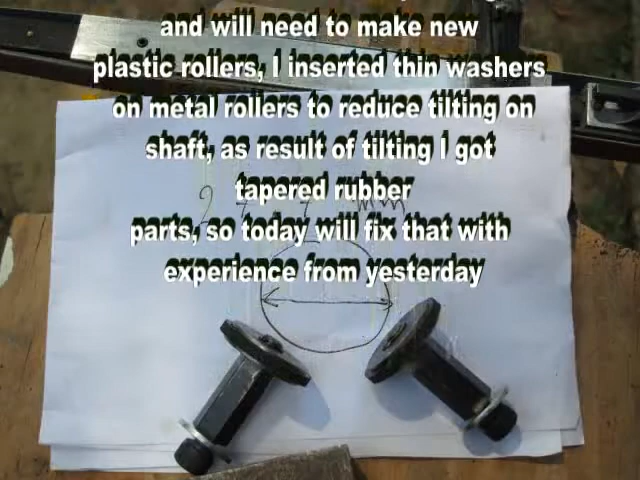 and will need to make new
plastic rollers, I inserted thin washers
on metal rollers to reduce tilting on
shaft, as result of tilting I got
tapered rubber
parts, so today will fix that with
experience from yesterday